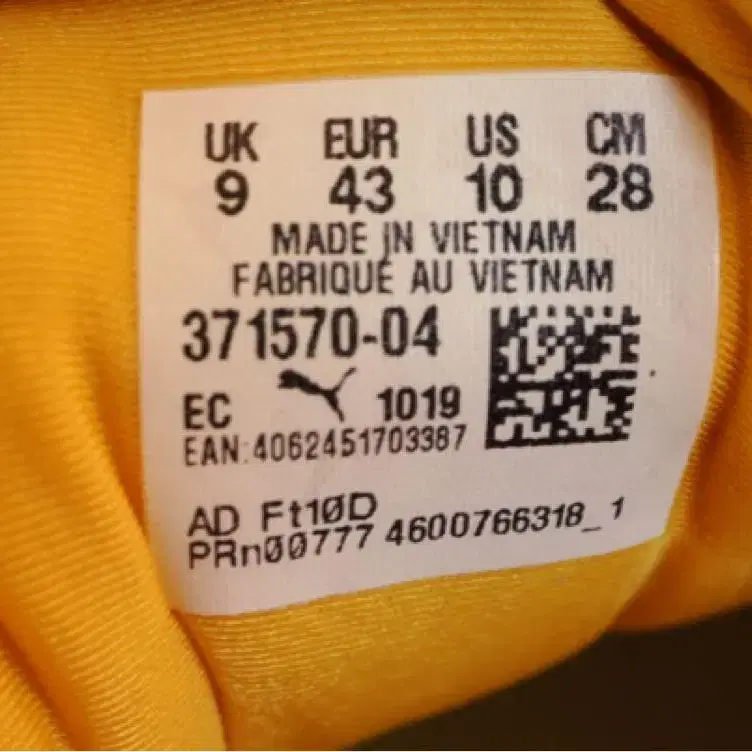 UK EUR US CM
9 43 10 28
MADE IN VIETNAM
FABRIQUÉ AU VIETNAM
371570-04
EC 1019
EAN:4062451703387
AD Ft10D
PRn00777 4600766318_1